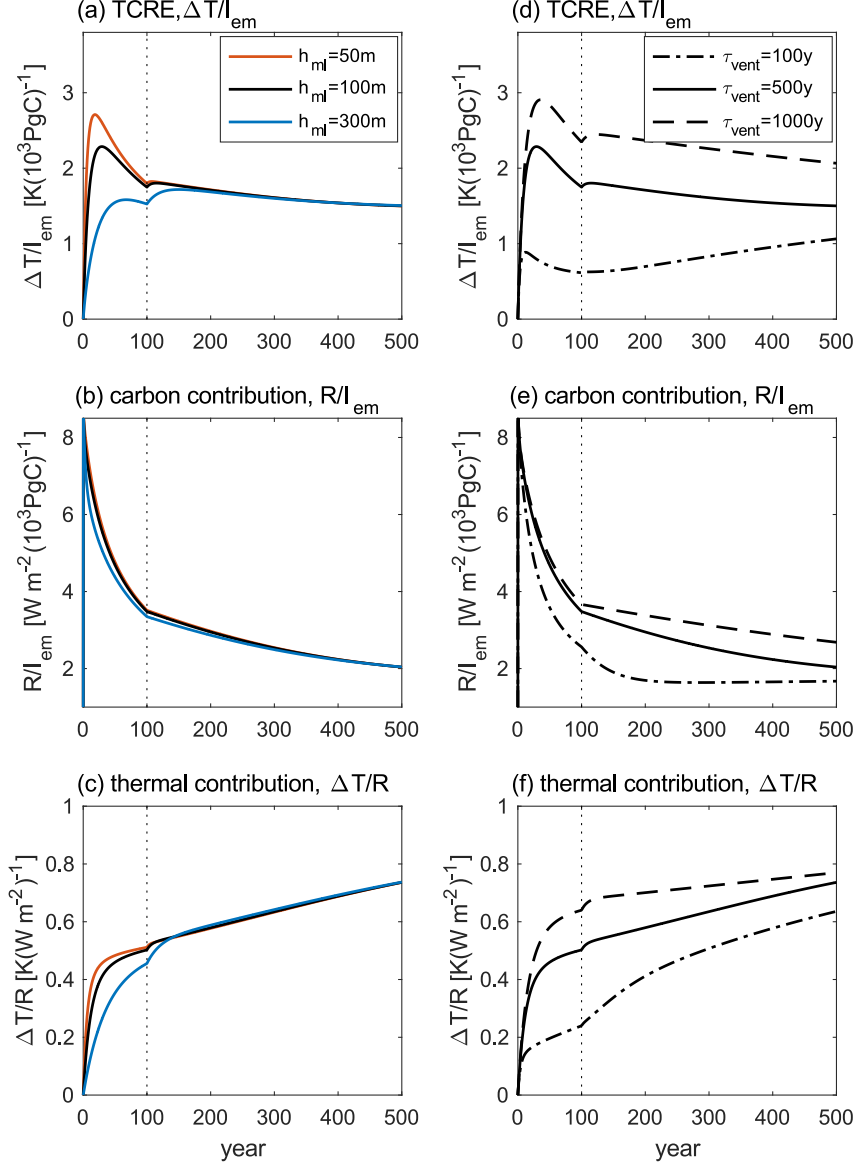 (a) TCRE, ΔT/I_em
ΔT/I_em [K(10³PgC)⁻¹]
3
2
1
0
h_ml=50m
h_ml=100m
h_ml=300m
0 100 200 300 400 500
(d) TCRE, ΔT/I_em
ΔT/I_em [K(10³PgC)⁻¹]
3
2
1
0
τ_vent=100y
τ_vent=500y
τ_vent=1000y
0 100 200 300 400 500
(b) carbon contribution, R/I_em
R/I_em [W m⁻²(10³PgC)⁻¹]
8
6
4
2
0 100 200 300 400 500
(e) carbon contribution, R/I_em
R/I_em [W m⁻²(10³PgC)⁻¹]
8
6
4
2
0 100 200 300 400 500
(c) thermal contribution, ΔT/R
ΔT/R [K(W m⁻²)⁻¹]
1
0.8
0.6
0.4
0.2
0
0 100 200 300 400 500
year
(f) thermal contribution, ΔT/R
ΔT/R [K(W m⁻²)⁻¹]
1
0.8
0.6
0.4
0.2
0
0 100 200 300 400 500
year